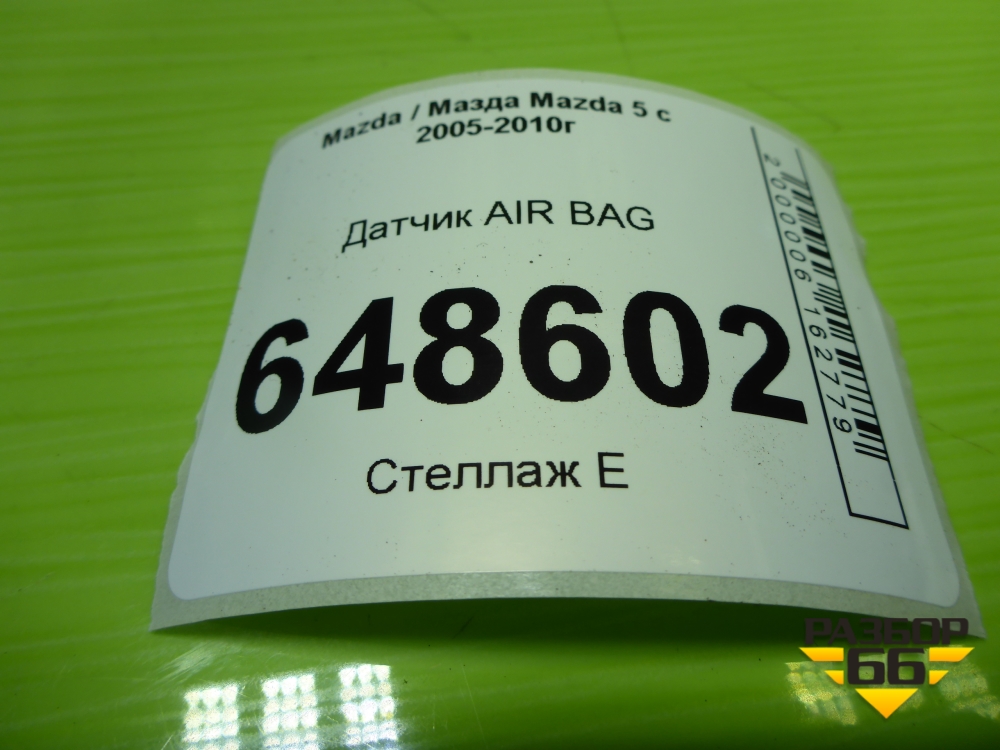 Mazda / Мазда Mazda 5 с
2005-2010г
Датчик AIR BAG
648602
Стеллаж Е
2000006162779
РАЗБОР
66